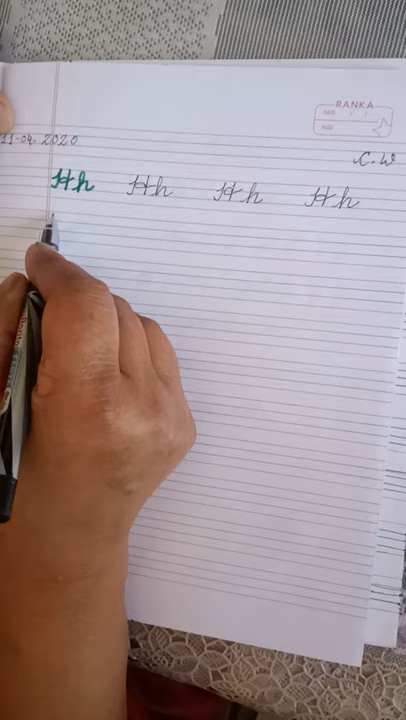 RANKA
DATE / /
PAGE
11-04-2020
C.W
Hh Hh Hh Hh